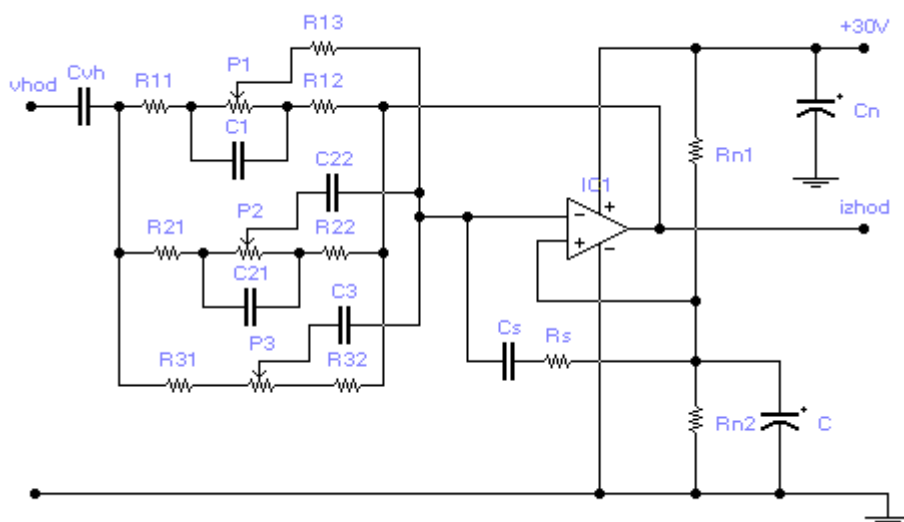 R13
+30V
P1
Cvh
vhod
R11
R12
Cn
C1
C22
Rn1
IC1
+
izhod
P2
R21
R22
−
+
−
C21
C3
Cs
Rs
P3
R31
R32
Rn2
C
+
+